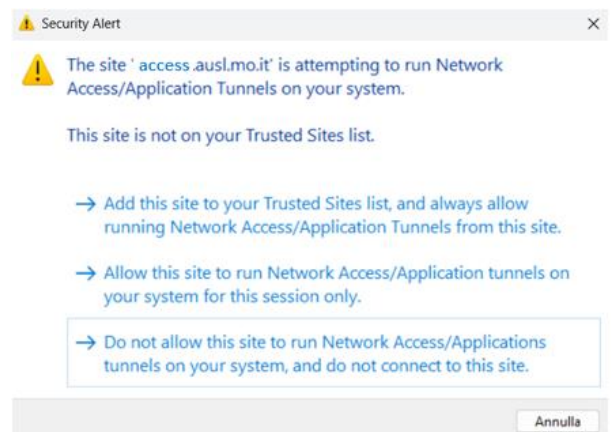 Security Alert
The site ' access.ausl.mo.it' is attempting to run Network
Access/Application Tunnels on your system.
This site is not on your Trusted Sites list.
→ Add this site to your Trusted Sites list, and always allow
running Network Access/Application Tunnels from this site.
→ Allow this site to run Network Access/Application tunnels on
your system for this session only.
→ Do not allow this site to run Network Access/Applications
tunnels on your system, and do not connect to this site.
Annulla